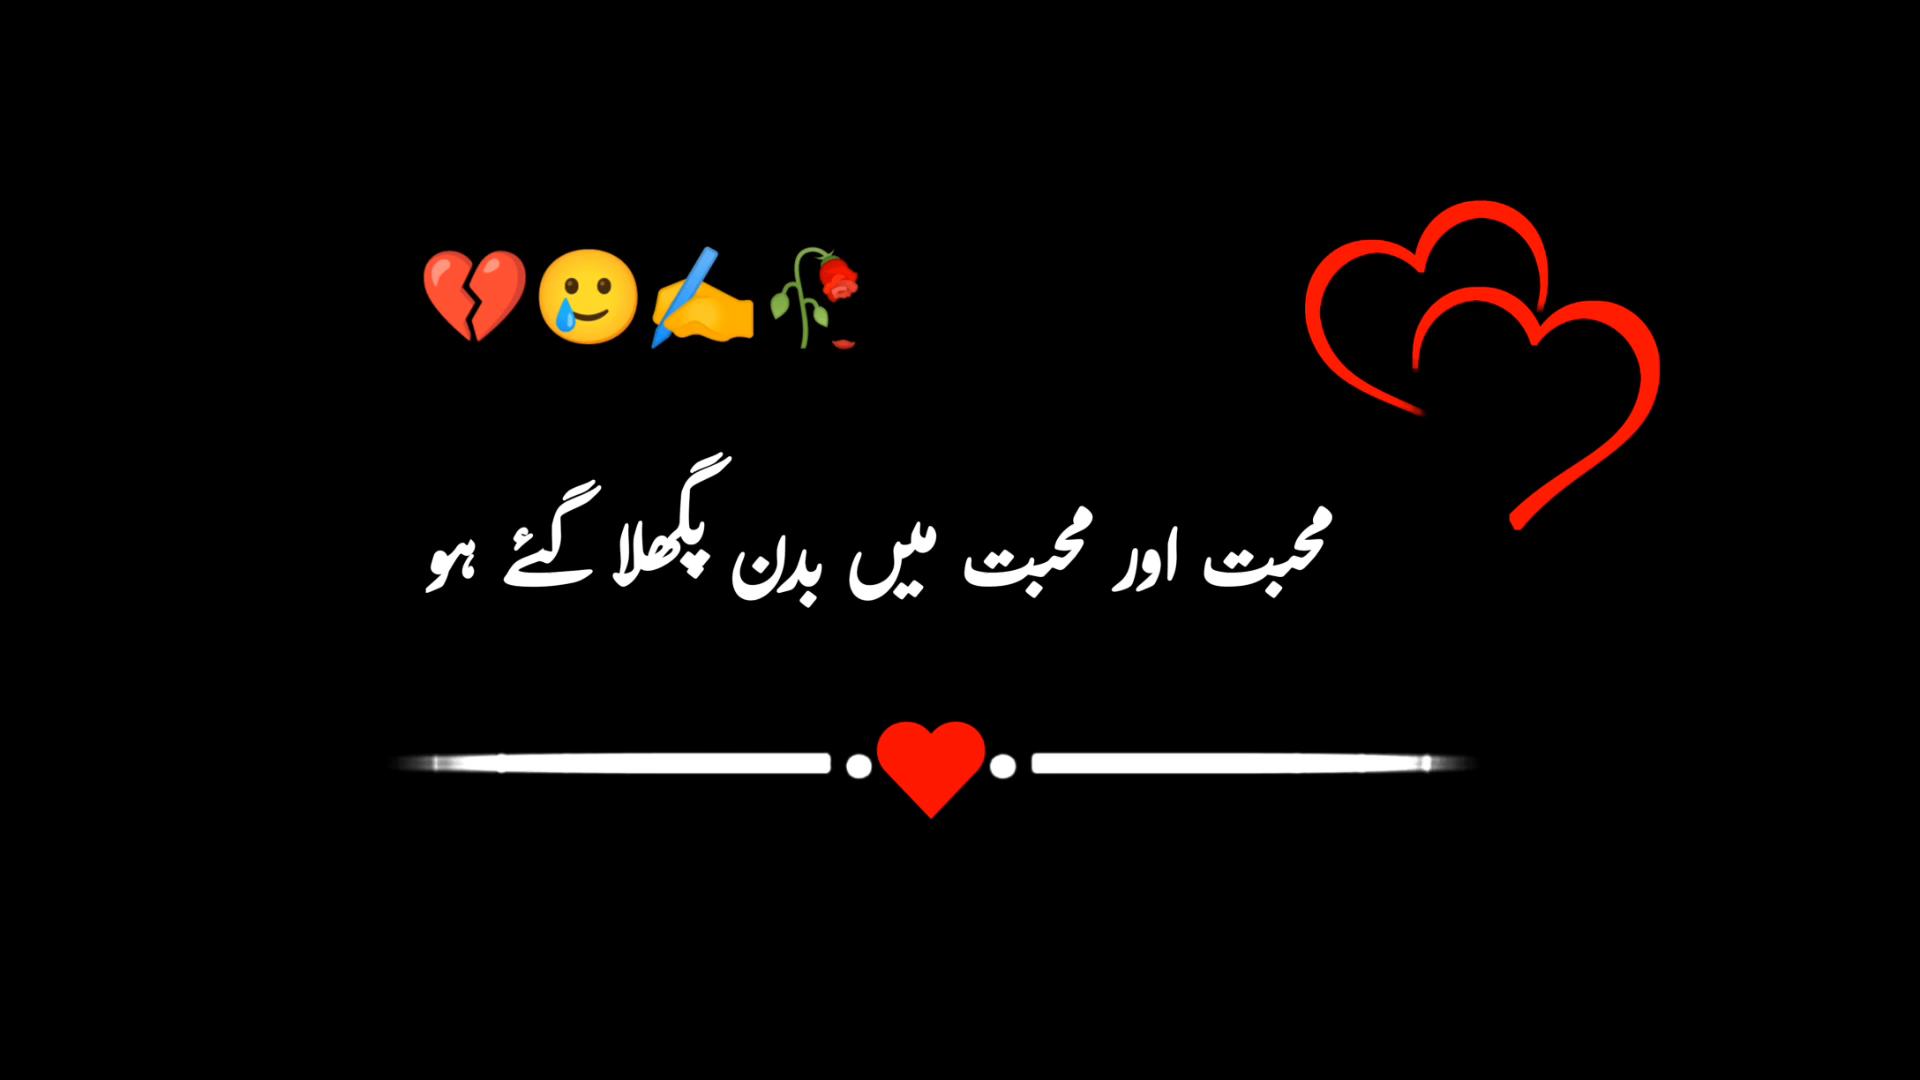 💔🥲✍️🥀
محبت اور محبت میں بدن پگھلا گئے ہو